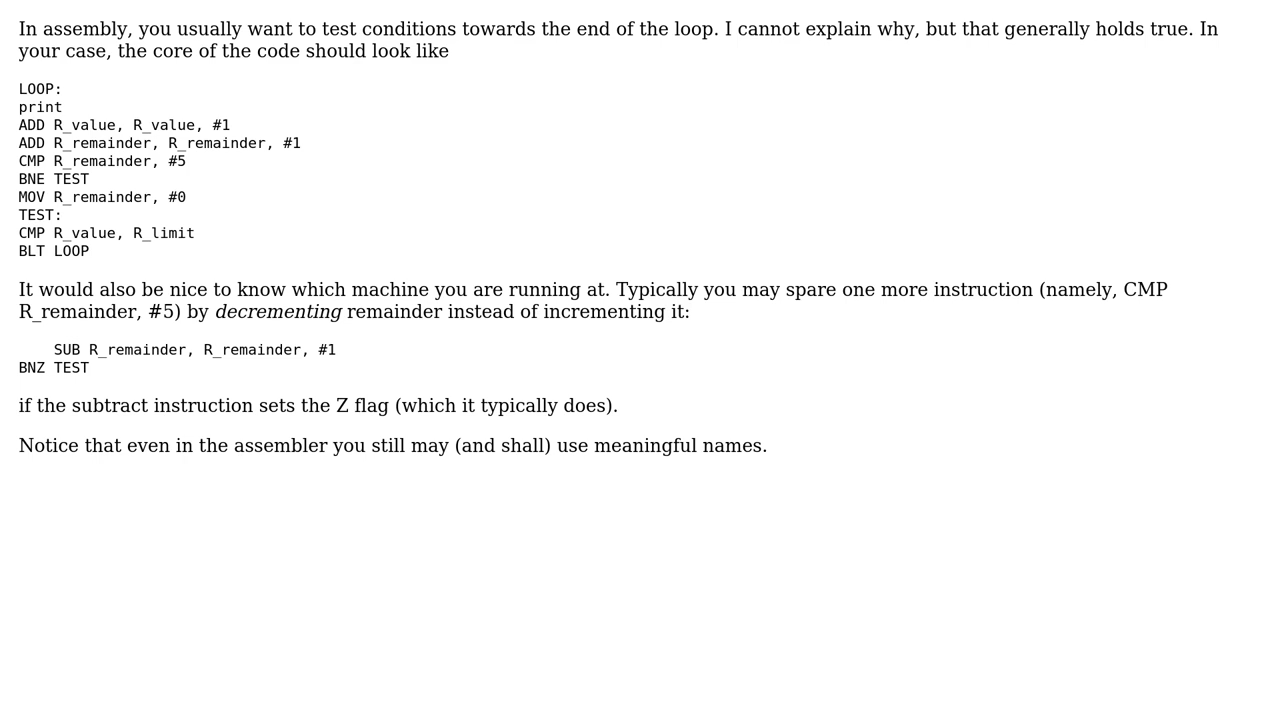 In assembly, you usually want to test conditions towards the end of the loop. I cannot explain why, but that generally holds true. In
your case, the core of the code should look like
LOOP:
print
ADD R_value, R_value, #1
ADD R_remainder, R_remainder, #1
CMP R_remainder, #5
BNE TEST
MOV R_remainder, #0
TEST:
CMP R_value, R_limit
BLT LOOP
It would also be nice to know which machine you are running at. Typically you may spare one more instruction (namely, CMP
R_remainder, #5) by decrementing remainder instead of incrementing it:
SUB R_remainder, R_remainder, #1
BNZ TEST
if the subtract instruction sets the Z flag (which it typically does).
Notice that even in the assembler you still may (and shall) use meaningful names.